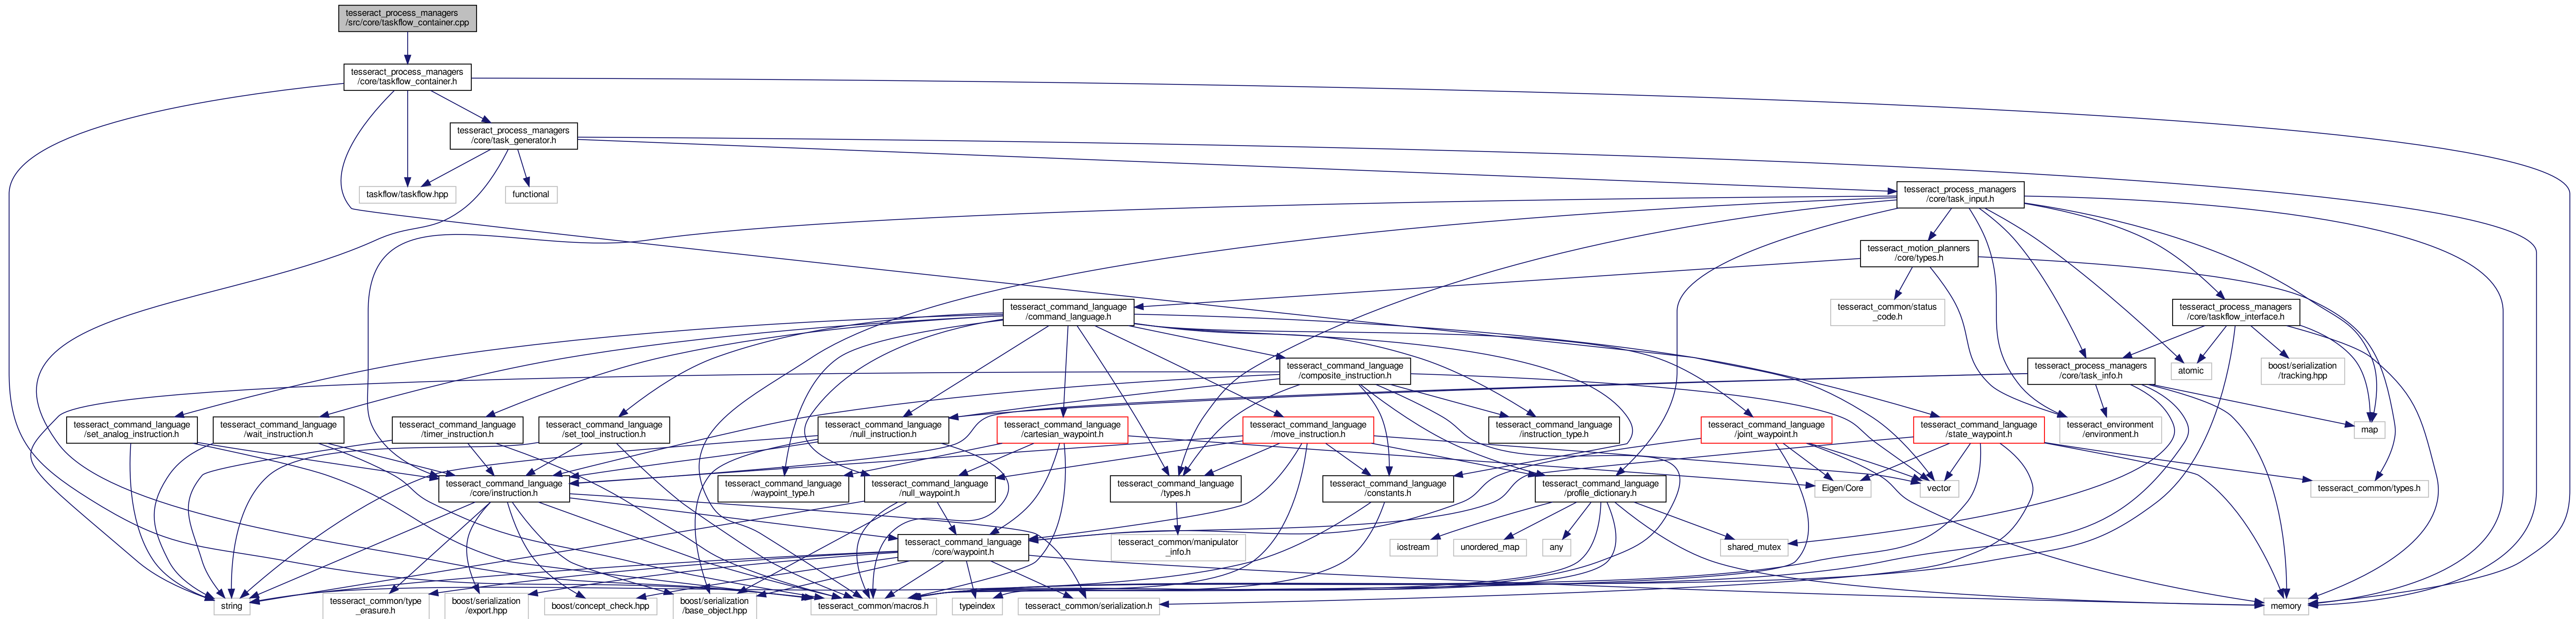 tesseract_process_managers
/src/core/taskflow_container.cpp
tesseract_process_managers
/core/taskflow_container.h
tesseract_process_managers
/core/task_generator.h
taskflow/taskflow.hpp
functional
tesseract_process_managers
/core/task_input.h
tesseract_motion_planners
/core/types.h
tesseract_command_language
/command_language.h
tesseract_common/status
_code.h
tesseract_process_managers
/core/taskflow_interface.h
tesseract_command_language
/composite_instruction.h
tesseract_process_managers
/core/task_info.h
atomic
boost/serialization
/tracking.hpp
tesseract_command_language
/set_analog_instruction.h
tesseract_command_language
/wait_instruction.h
tesseract_command_language
/timer_instruction.h
tesseract_command_language
/set_tool_instruction.h
tesseract_command_language
/null_instruction.h
tesseract_command_language
/cartesian_waypoint.h
tesseract_command_language
/move_instruction.h
tesseract_command_language
/instruction_type.h
tesseract_command_language
/joint_waypoint.h
tesseract_command_language
/state_waypoint.h
tesseract_environment
/environment.h
map
tesseract_command_language
/core/instruction.h
tesseract_command_language
/waypoint_type.h
tesseract_command_language
/null_waypoint.h
tesseract_command_language
/types.h
tesseract_command_language
/constants.h
tesseract_command_language
/profile_dictionary.h
Eigen/Core
vector
tesseract_common/types.h
tesseract_command_language
/core/waypoint.h
tesseract_common/manipulator
_info.h
iostream
unordered_map
any
shared_mutex
string
tesseract_common/type
_erasure.h
boost/serialization
/export.hpp
boost/concept_check.hpp
boost/serialization
/base_object.hpp
tesseract_common/macros.h
typeindex
tesseract_common/serialization.h
memory